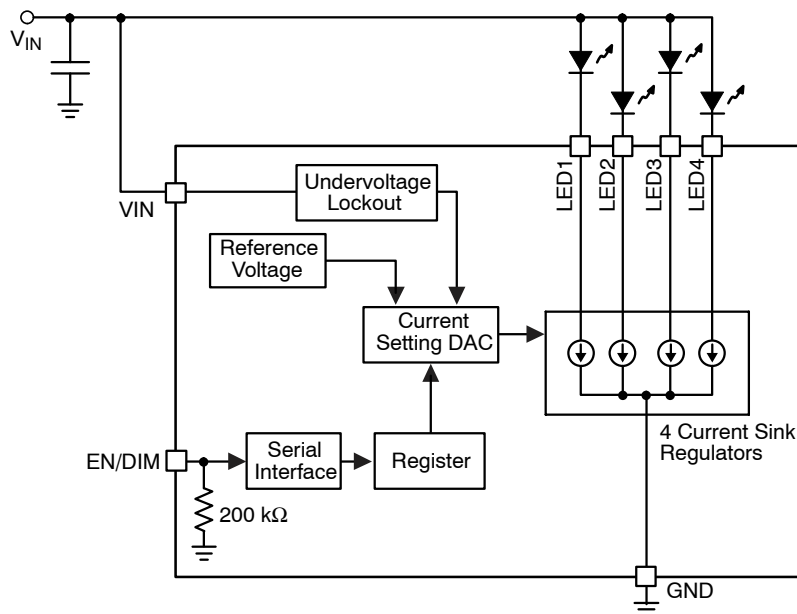 VIN
LED1
LED2
LED3
LED4
VIN
Undervoltage
Lockout
Reference
Voltage
Current
Setting DAC
4 Current Sink
Regulators
EN/DIM
Serial
Interface
Register
200 kΩ
GND